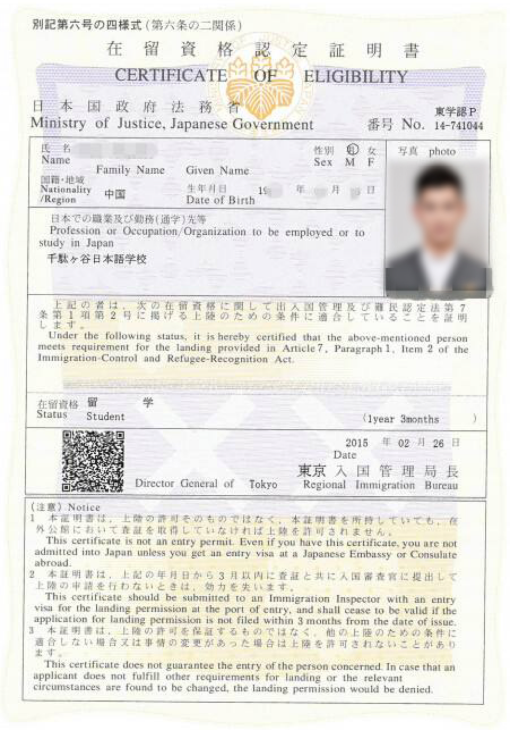 別記第六号の四様式(第六条の二関係)
在留資格認定証明書
CERTIFICATE OF ELIGIBILITY
日本国政府法務省
Ministry of Justice, Japanese Government
東学認P
番号 No. 14-741044
氏名
Name
Family Name Given Name
性別 男 女
Sex M F
写真 photo
国籍・地域
Nationality
/Region
中国
生年月日
Date of Birth
19 年 月 日
日本での職業及び勤務(通学)先等
Profession or Occupation/Organization to be employed or to
study in Japan
千駄ヶ谷日本語学校
上記の者は、次の在留資格に関して出入国管理及び難民認定法第7
条第1項第2号に掲げる上陸のための条件に適合していることを証明
します。
Under the following status, it is hereby certified that the above-mentioned person
meets requirement for the landing provided in Article 7, Paragraph 1, Item 2 of the
Immigration-Control and Refugee-Recognition Act.
在留資格 留 学
Status Student
(1year 3months )
2015 年 02 月 26 日
Date
東京入国管理局長
Director General of Tokyo Regional Immigration Bureau
(注意) Notice
1 本証明書は、上陸の許可そのものではなく、本証明書を所持していても、在
外公館において査証を取得していなければ上陸を許可されません。
This certificate is not an entry permit. Even if you have this certificate, you are not
admitted into Japan unless you get an entry visa at a Japanese Embassy or Consulate
abroad.
2 本証明書は、上記の年月日から3月以内に査証と共に入国審査官に提出して
上陸の申請を行わないときは、効力を失います。
This certificate should be submitted to an Immigration Inspector with an entry
visa for the landing permission at the port of entry, and shall cease to be valid if the
application for landing permission is not filed within 3 months from the date of issue.
3 本証明書は、上陸の許可を保証するものではなく、他の上陸のための条件に
適合しない場合又は事情の変更があった場合は上陸を許可されないことがあり
ます。
This certificate does not guarantee the entry of the person concerned. In case that an
applicant does not fulfill other requirements for landing or the relevant
circumstances are found to be changed, the landing permission would be denied.